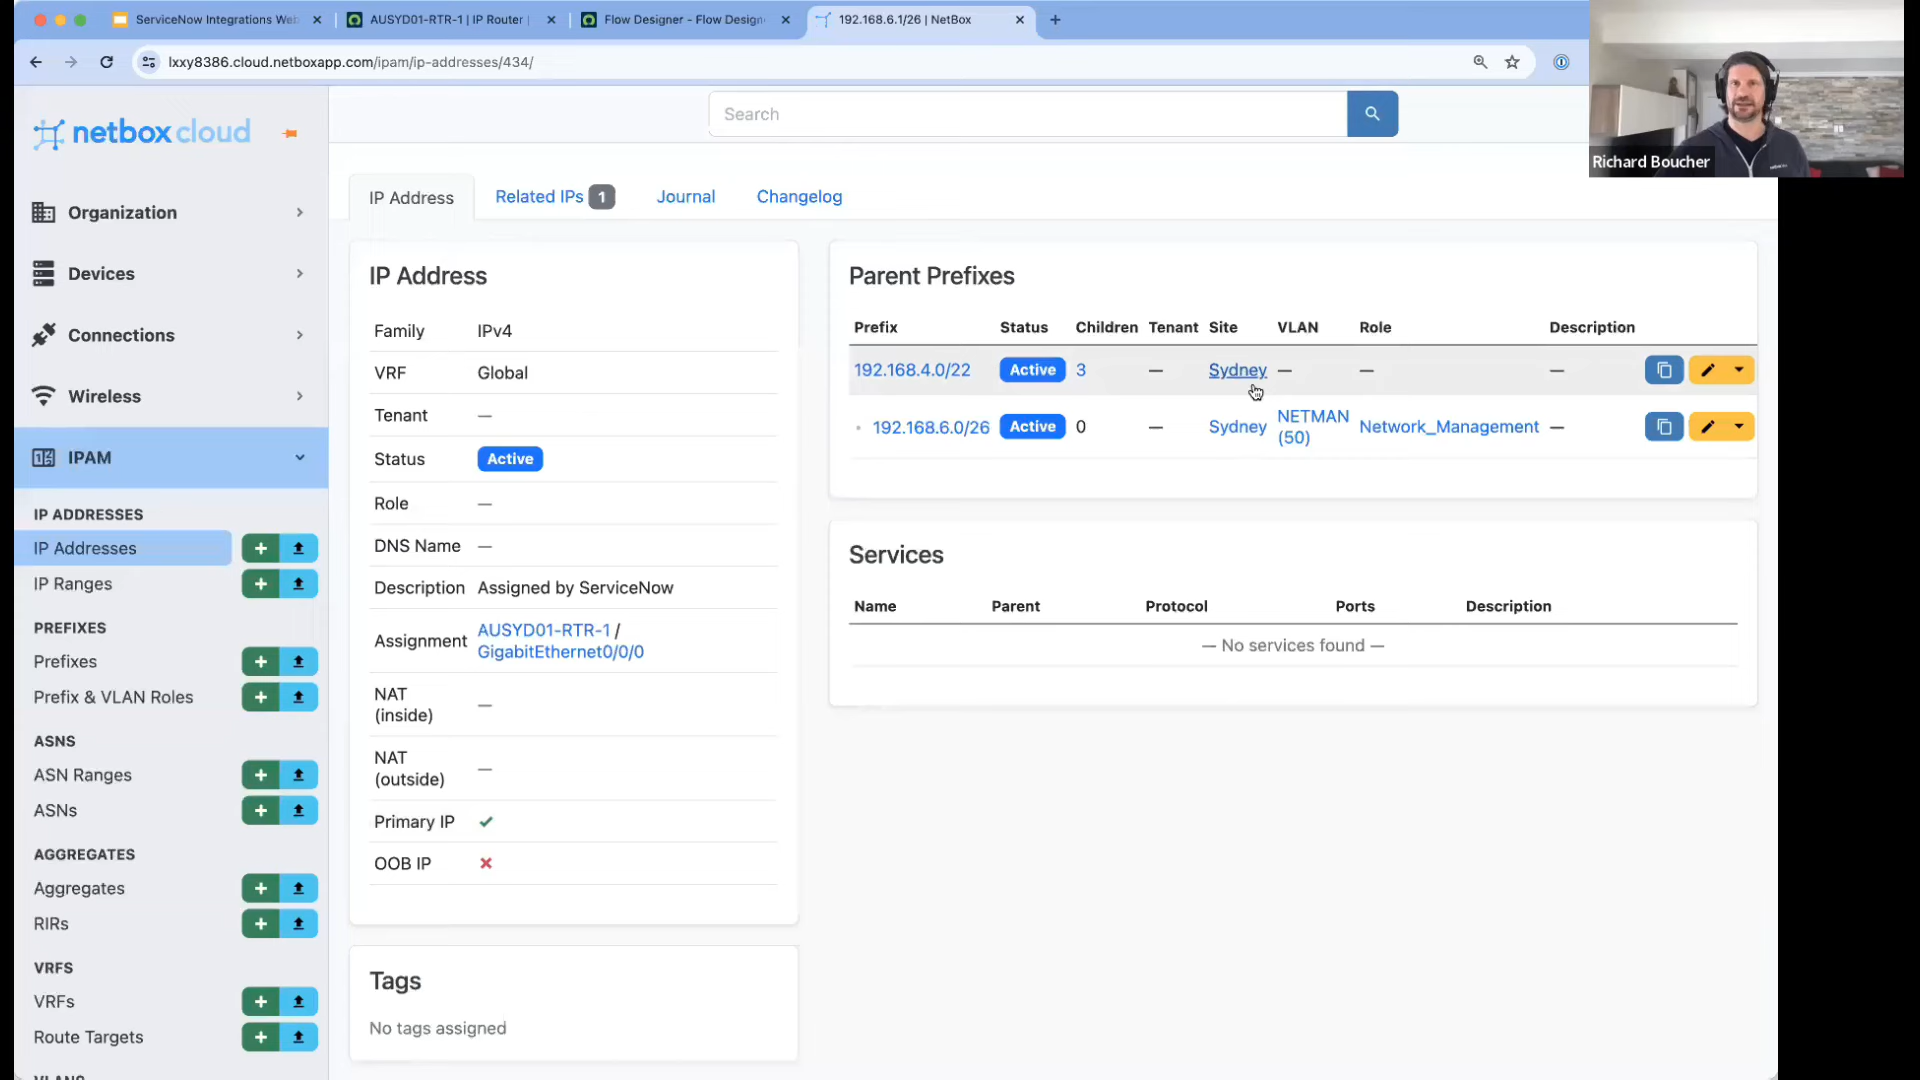 ServiceNow Integrations Web
AUSYD01-RTR-1 | IP Router
Flow Designer - Flow Design
192.168.6.1/26 | NetBox
lxxy8386.cloud.netboxapp.com/ipam/ip-addresses/434/
Richard Boucher
netbox cloud
Search
Organization
Devices
Connections
Wireless
IPAM
IP ADDRESSES
IP Addresses
IP Ranges
PREFIXES
Prefixes
Prefix & VLAN Roles
ASNS
ASN Ranges
ASNs
AGGREGATES
Aggregates
RIRs
VRFS
VRFs
Route Targets
VLANS
IP Address
Related IPs 1
Journal
Changelog
IP Address
Family IPv4
VRF Global
Tenant —
Status Active
Role —
DNS Name —
Description Assigned by ServiceNow
Assignment AUSYD01-RTR-1 /
GigabitEthernet0/0/0
NAT
(inside) —
NAT
(outside) —
Primary IP
OOB IP
Tags
No tags assigned
Parent Prefixes
Prefix Status Children Tenant Site VLAN Role Description
192.168.4.0/22 Active 3 — Sydney — — —
192.168.6.0/26 Active 0 — Sydney NETMAN (50) Network_Management —
Services
Name Parent Protocol Ports Description
— No services found —